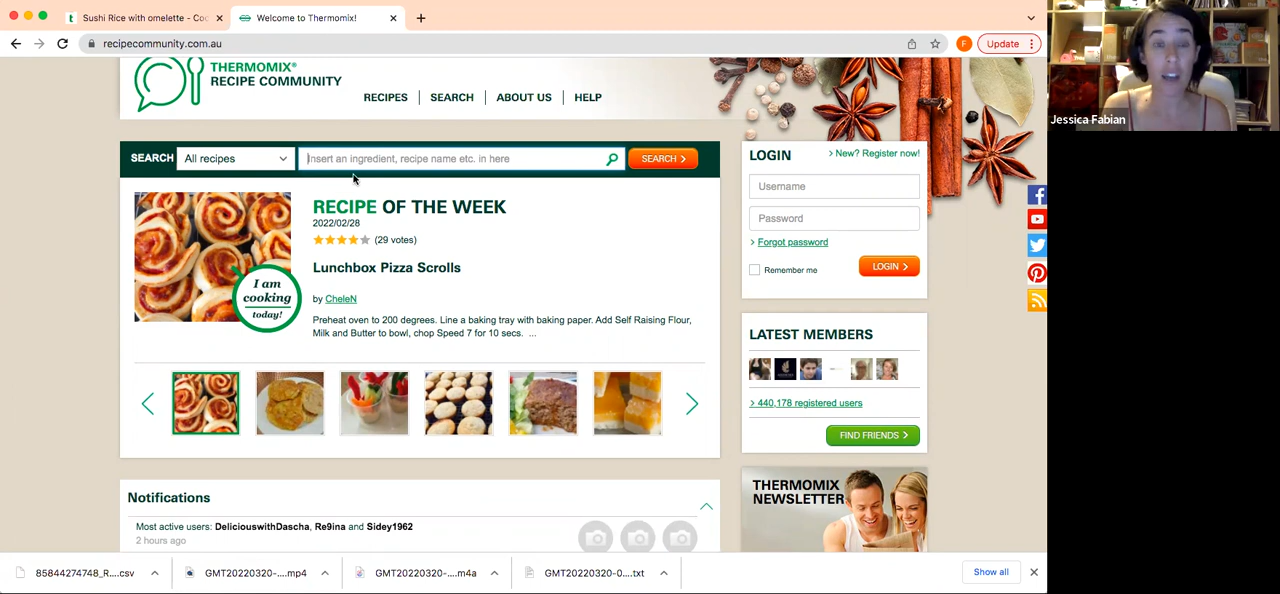 Sushi Rice with omelette - Coo
Welcome to Thermomix!
recipecommunity.com.au
F
Update
THERMOMIX®
RECIPE COMMUNITY
RECIPES
SEARCH
ABOUT US
HELP
SEARCH
All recipes
Insert an ingredient, recipe name etc. in here
SEARCH
RECIPE OF THE WEEK
2022/02/28
(29 votes)
Lunchbox Pizza Scrolls
by CheleN
Preheat oven to 200 degrees. Line a baking tray with baking paper. Add Self Raising Flour,
Milk and Butter to bowl, chop Speed 7 for 10 secs. ...
I am
cooking
today!
Notifications
Most active users: DeliciouswithDascha, Re9ina and Sidey1962
2 hours ago
LOGIN
New? Register now!
Username
Password
Forgot password
Remember me
LOGIN
LATEST MEMBERS
440,178 registered users
FIND FRIENDS
THERMOMIX
NEWSLETTER
85844274748_R....csv
GMT20220320-....mp4
GMT20220320-....m4a
GMT20220320-0....txt
Show all
Jessica Fabian